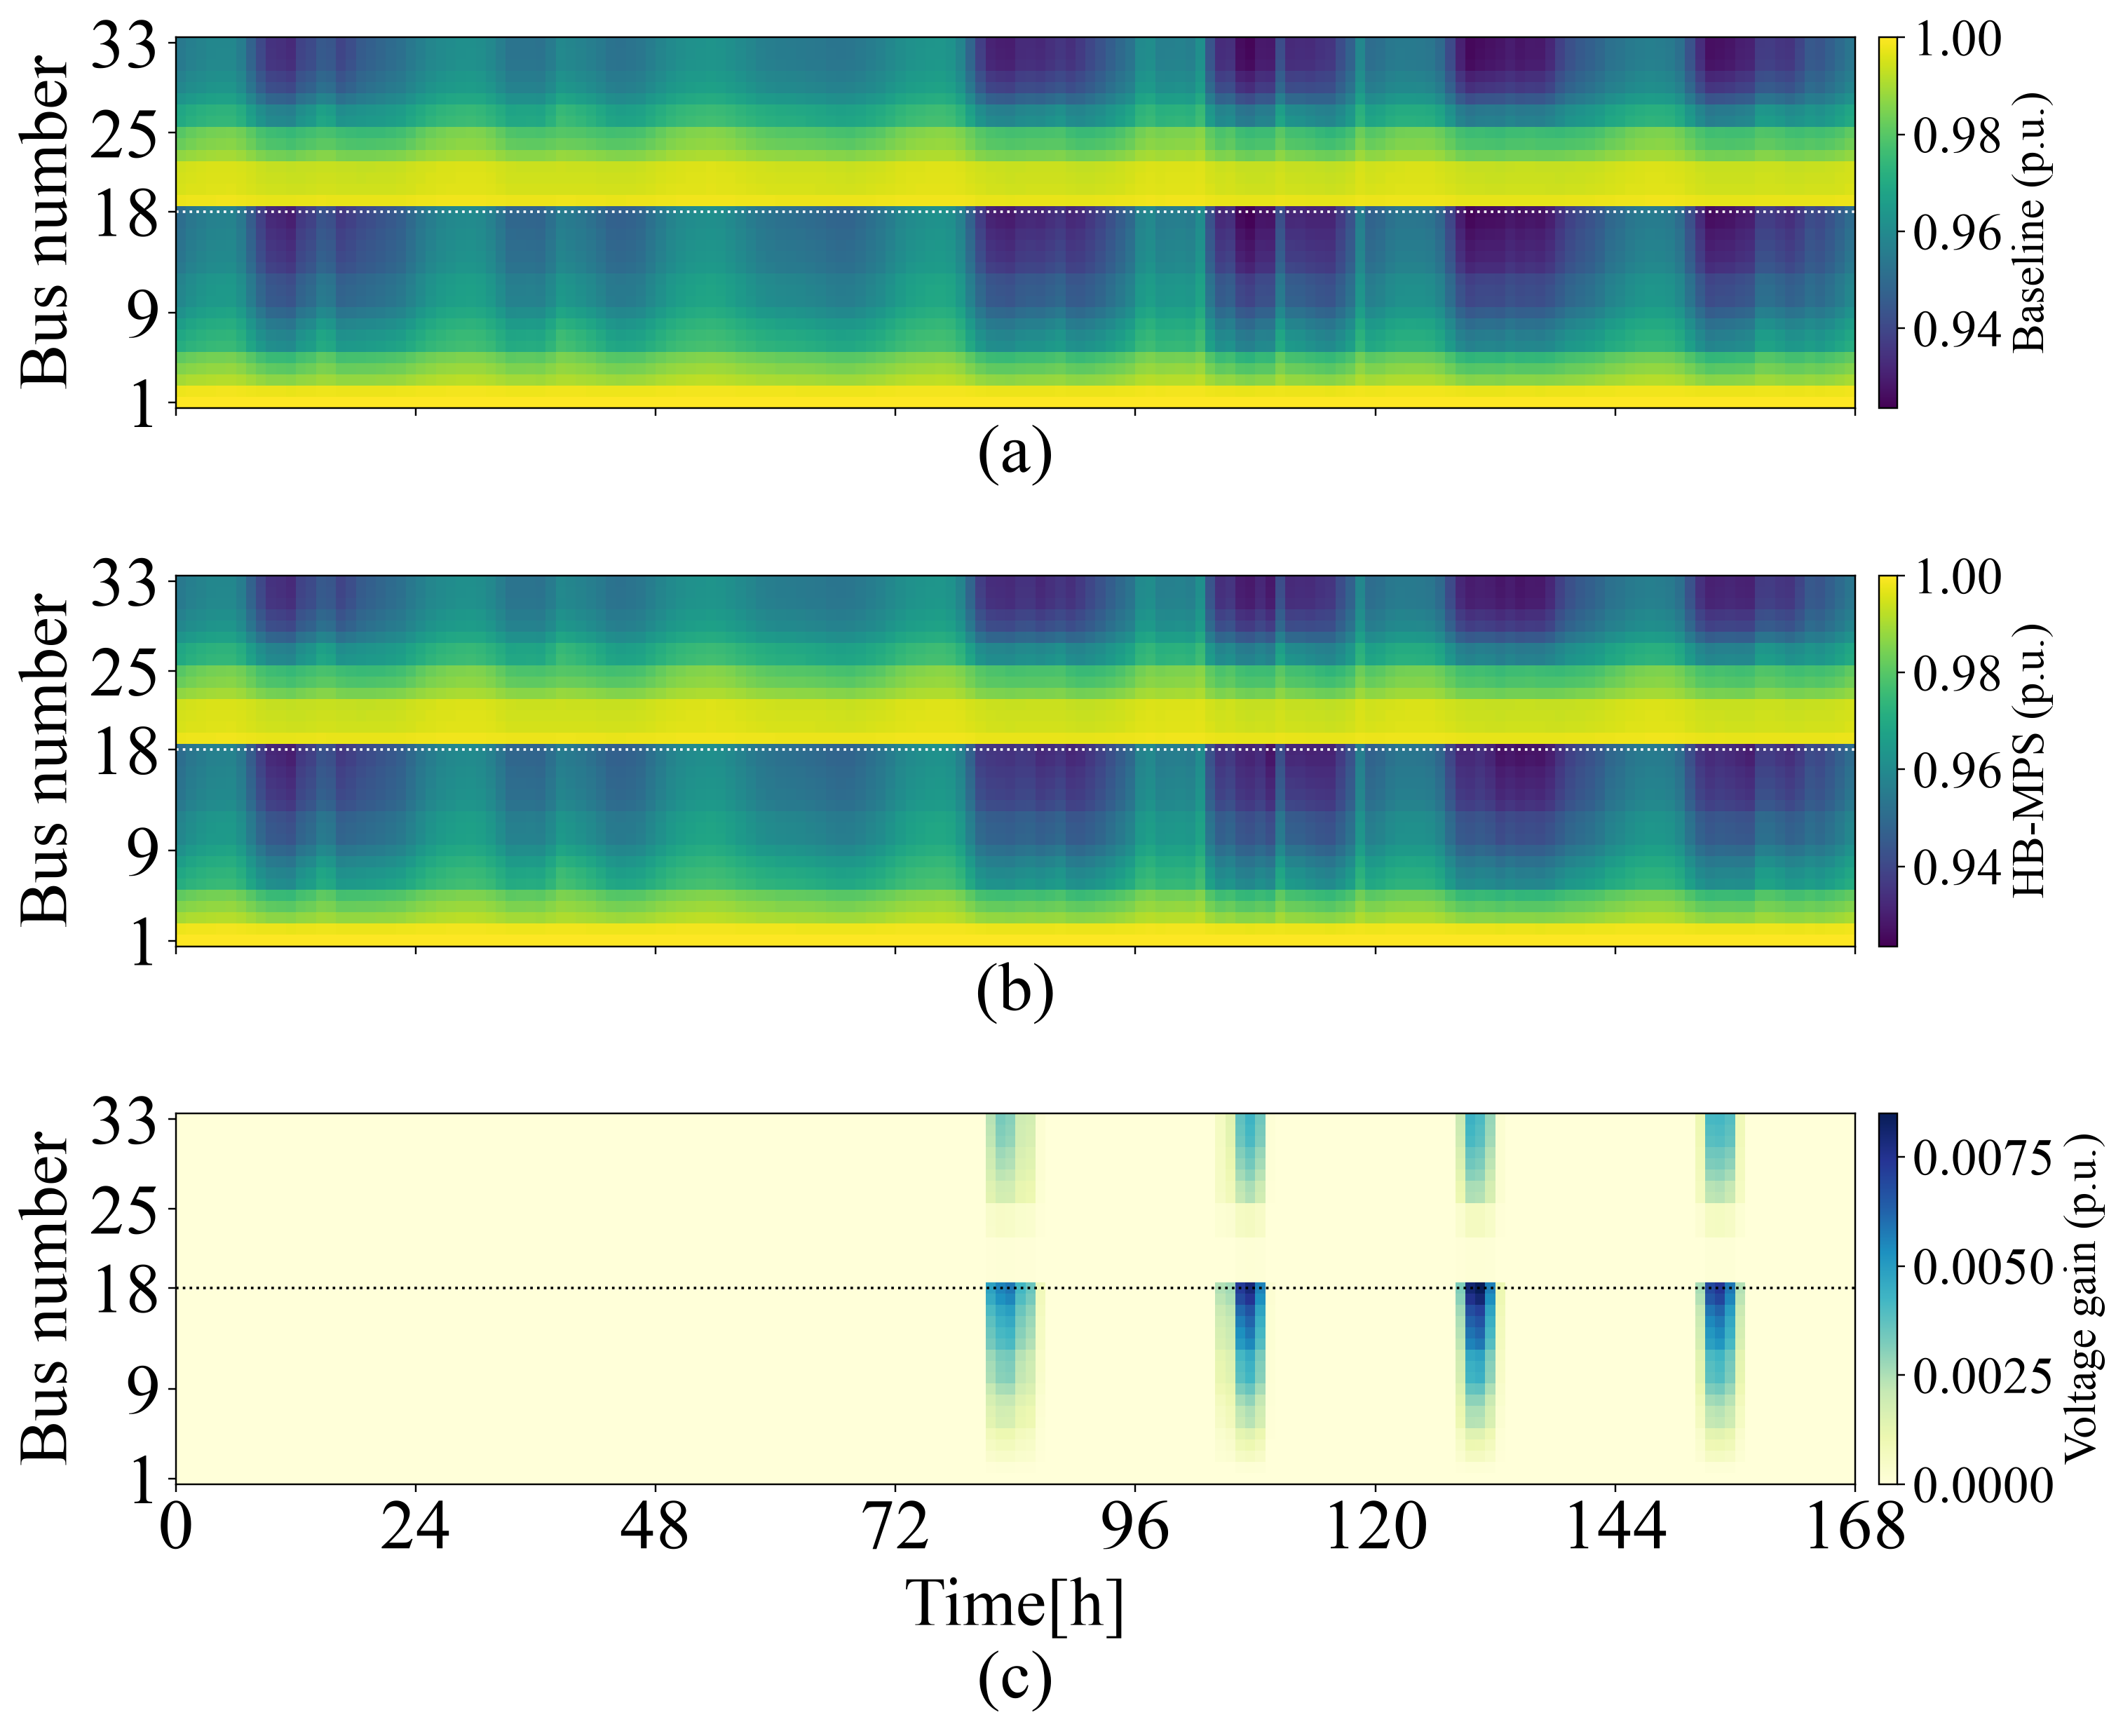 33
25
18
9
1
Bus number
1.00
0.98
0.96
0.94
Baseline (p.u.)
(a)
33
25
18
9
1
Bus number
1.00
0.98
0.96
0.94
HB-MPS (p.u.)
(b)
33
25
18
9
1
Bus number
0.0075
0.0050
0.0025
0.0000
Voltage gain (p.u.)
0 24 48 72 96 120 144 168
Time[h]
(c)